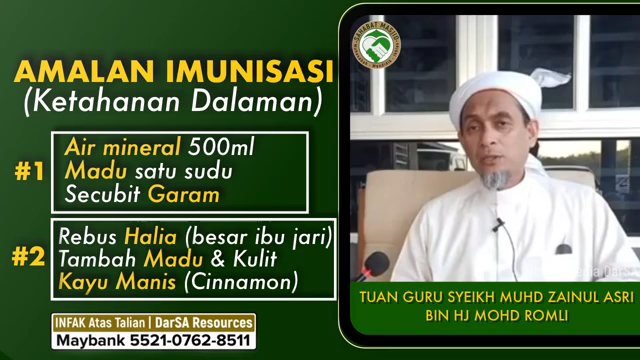 AMALAN IMUNISASI
(Ketahanan Dalaman)
#1
Air mineral 500ml
Madu satu sudu
Secubit Garam
#2
Rebus Halia (besar ibu jari)
Tambah Madu & Kulit
Kayu Manis (Cinnamon)
INFAK Atas Talian | DarSA Resources
Maybank 5521-0762-8511
SAHABAT MASJID
TUAN GURU SYEIKH MUHD ZAINUL ASRI
BIN HJ MOHD ROMLI